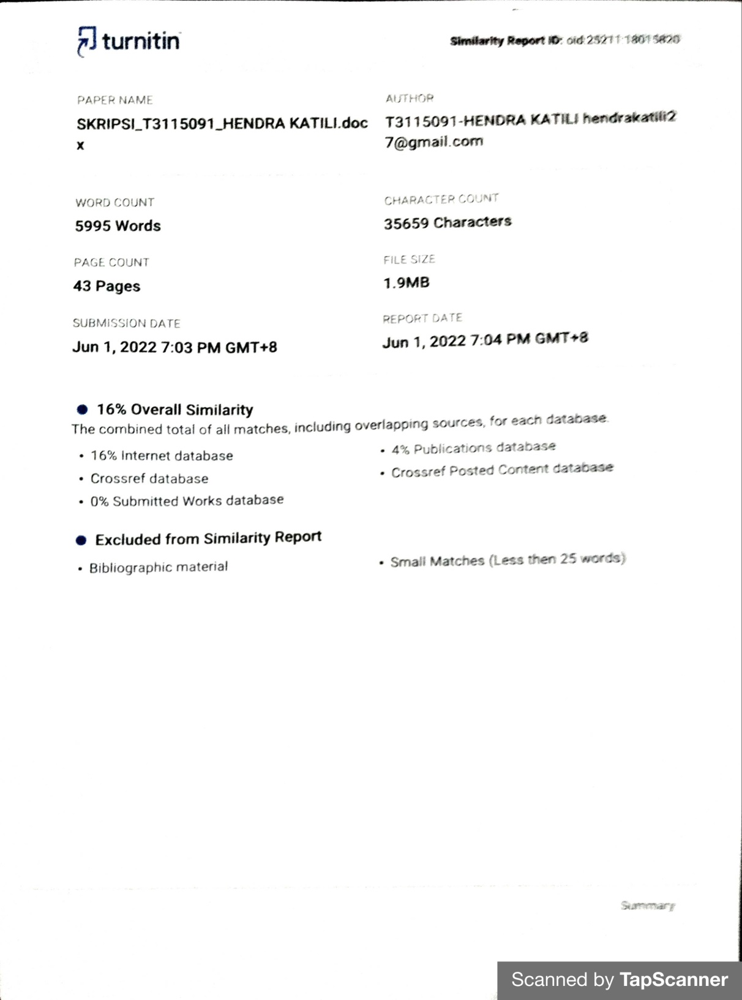 turnitin
Similarity Report ID: oid:25211:18015820
PAPER NAME
SKRIPSI_T3115091_HENDRA KATILI.doc
x
AUTHOR
T3115091-HENDRA KATILI hendrakatili2
7@gmail.com
WORD COUNT
5995 Words
CHARACTER COUNT
35659 Characters
PAGE COUNT
43 Pages
FILE SIZE
1.9MB
SUBMISSION DATE
Jun 1, 2022 7:03 PM GMT+8
REPORT DATE
Jun 1, 2022 7:04 PM GMT+8
● 16% Overall Similarity
The combined total of all matches, including overlapping sources, for each database.
• 16% Internet database
• 4% Publications database
• Crossref database
• Crossref Posted Content database
• 0% Submitted Works database
● Excluded from Similarity Report
• Bibliographic material
• Small Matches (Less then 25 words)
Summary
Scanned by TapScanner